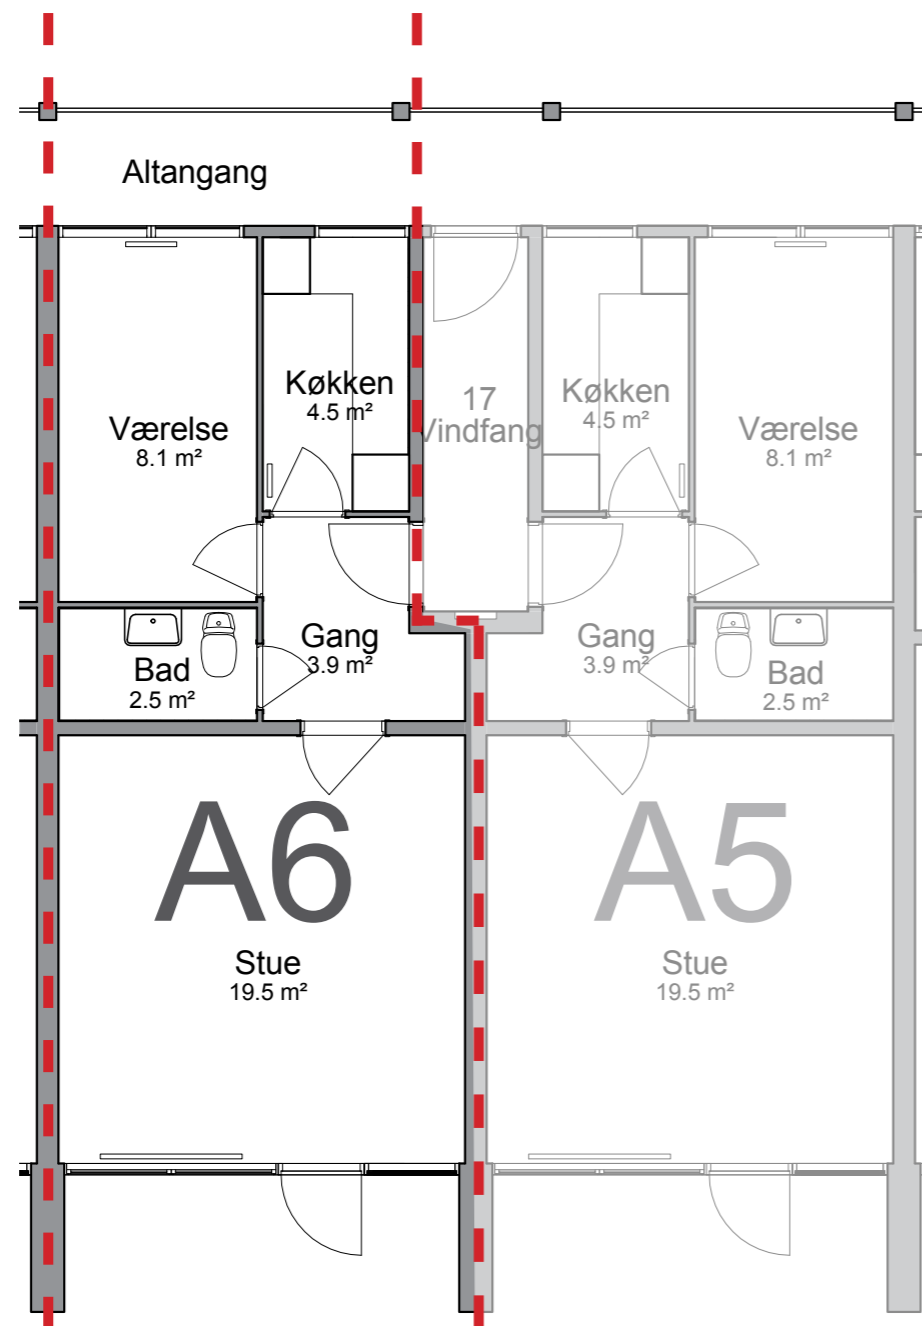 Altangang
Køkken
4.5 m²
Værelse
8.1 m²
Gang
3.9 m²
Bad
2.5 m²
A6
Stue
19.5 m²
17
Vindfang
Køkken
4.5 m²
Værelse
8.1 m²
Gang
3.9 m²
Bad
2.5 m²
A5
Stue
19.5 m²